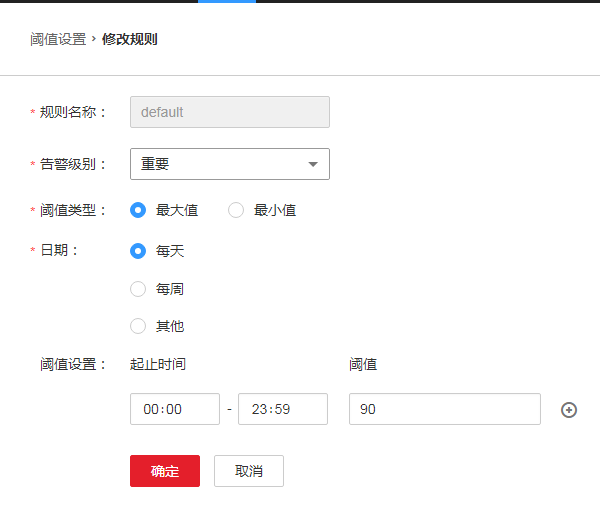 阈值设置 › 修改规则
* 规则名称： default
* 告警级别： 重要
* 阈值类型： 最大值 最小值
* 日期： 每天
每周
其他
阈值设置： 起止时间 阈值
00:00 - 23:59 90
确定 取消